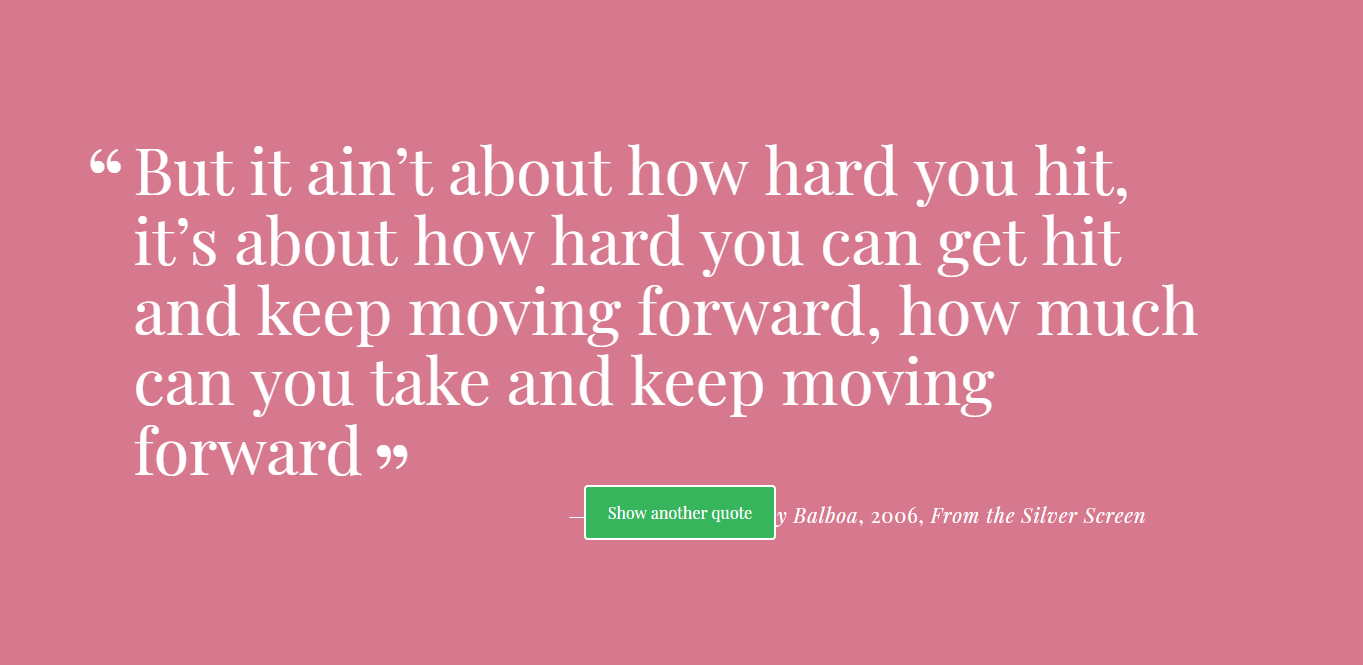 “ But it ain’t about how hard you hit,
it’s about how hard you can get hit
and keep moving forward, how much
can you take and keep moving
forward ”
— Show another quote Balboa, 2006, From the Silver Screen